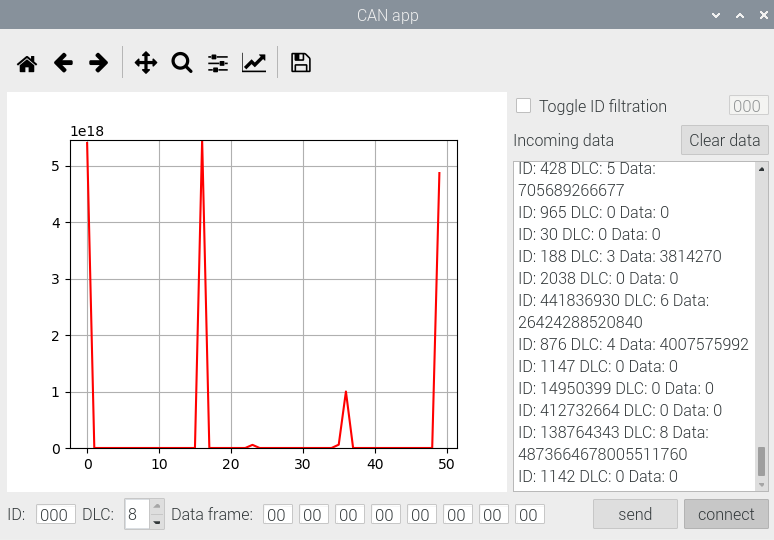 CAN app
Toggle ID filtration
000
Incoming data
Clear data
1e18
5
4
3
2
1
0
0
10
20
30
40
50
ID: 428 DLC: 5 Data:
705689266677
ID: 965 DLC: 0 Data: 0
ID: 30 DLC: 0 Data: 0
ID: 188 DLC: 3 Data: 3814270
ID: 2038 DLC: 0 Data: 0
ID: 441836930 DLC: 6 Data:
26424288520840
ID: 876 DLC: 4 Data: 4007575992
ID: 1147 DLC: 0 Data: 0
ID: 14950399 DLC: 0 Data: 0
ID: 412732664 DLC: 0 Data: 0
ID: 138764343 DLC: 8 Data:
4873664678005511760
ID: 1142 DLC: 0 Data: 0
ID: 000 DLC: 8 Data frame: 00 00 00 00 00 00 00 00
send
connect